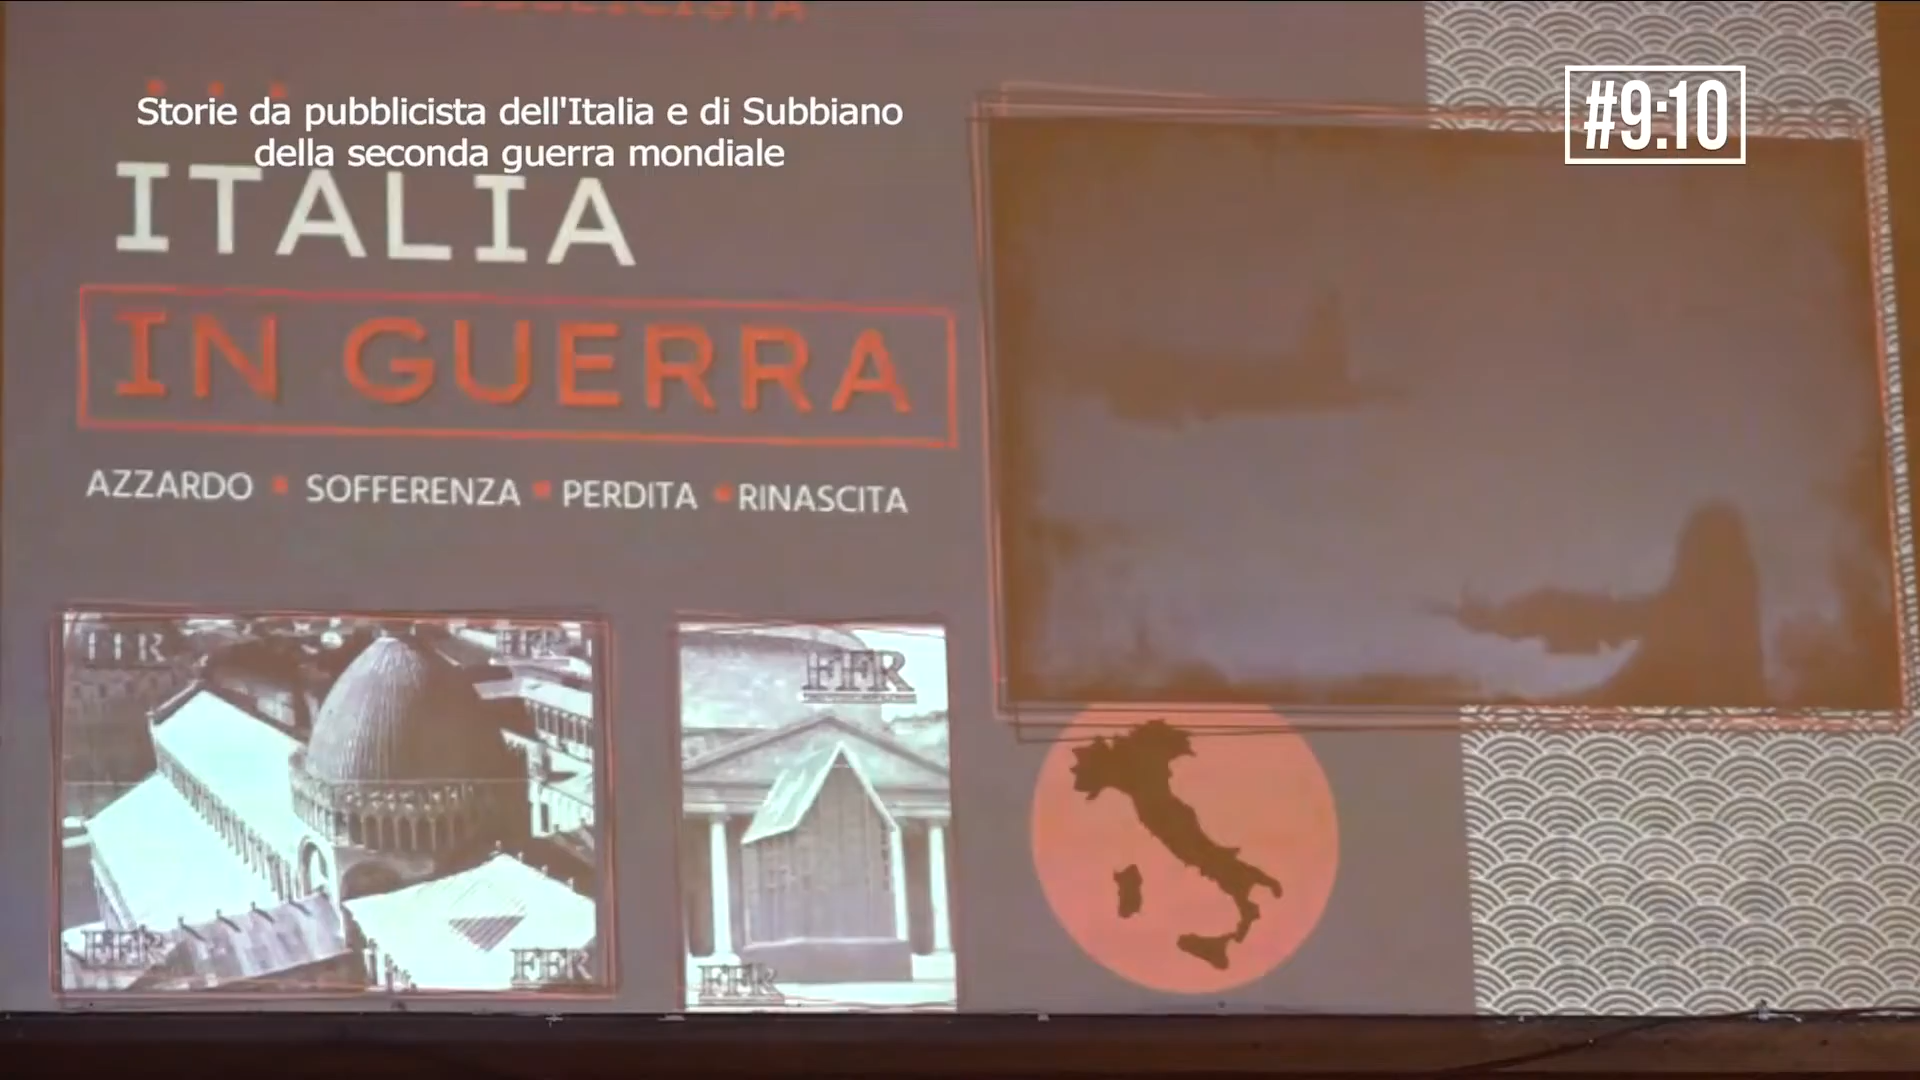 #9:10
Storie da pubblicista dell'Italia e di Subbiano
della seconda guerra mondiale
ITALIA
IN GUERRA
AZZARDO • SOFFERENZA • PERDITA • RINASCITA
FFR
FFR
FFR
FFR
FFR
FFR